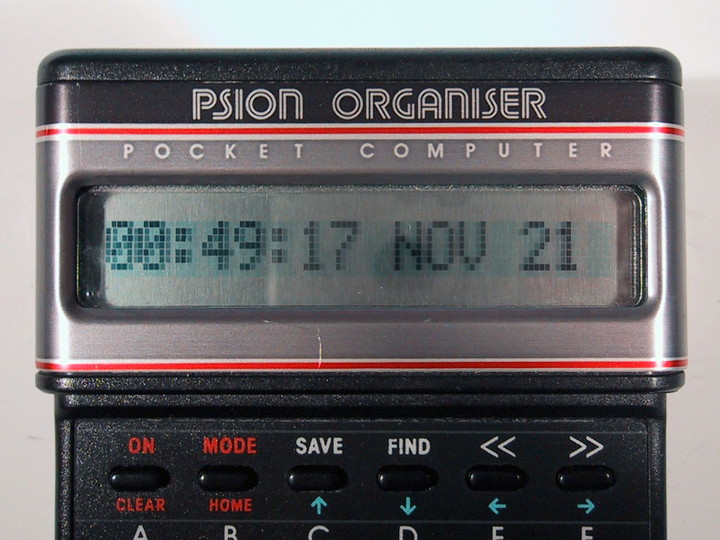 PSION ORGANISER
POCKET COMPUTER
00:49:17 NOV 21
ON MODE SAVE FIND << >>
CLEAR HOME ↑ ↓ ← →
A B C D E F